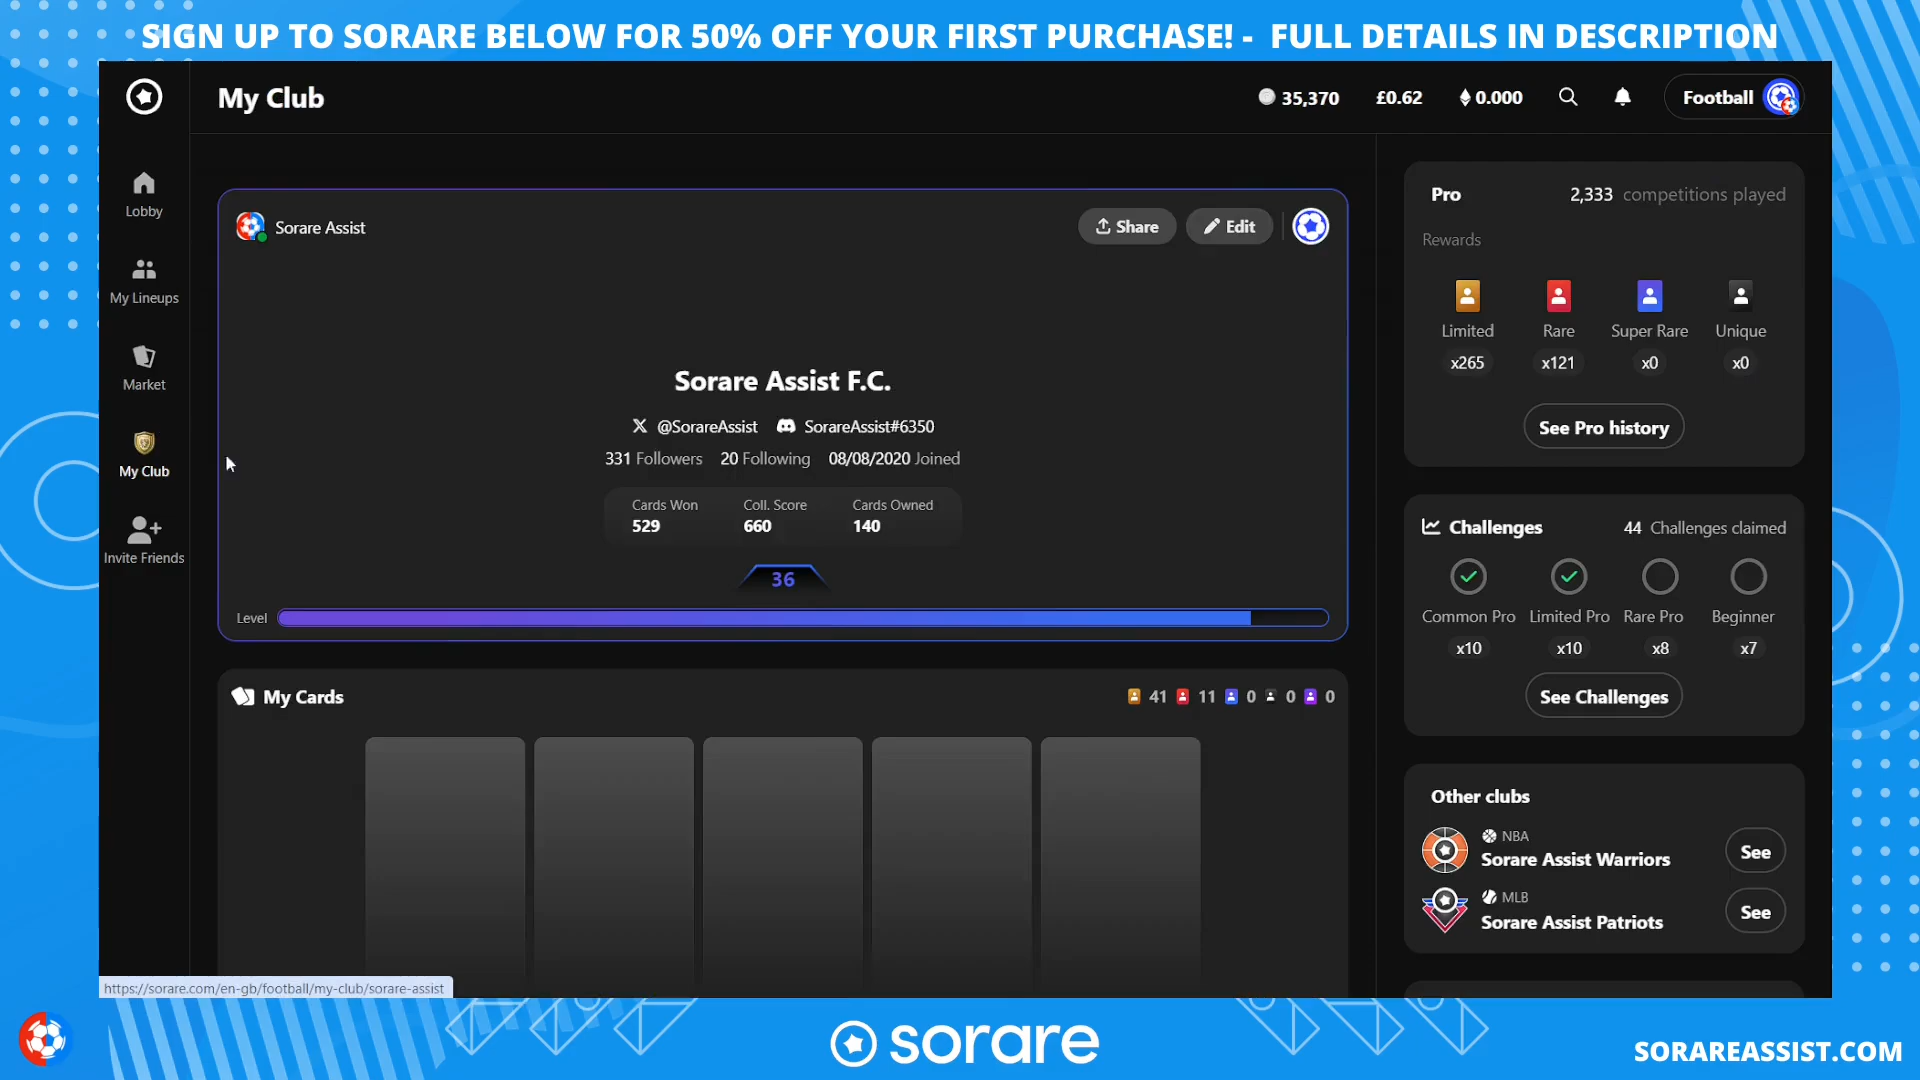 SIGN UP TO SORARE BELOW FOR 50% OFF YOUR FIRST PURCHASE! - FULL DETAILS IN DESCRIPTION
My Club
35,370
£0.62
0.000
Football
Lobby
My Lineups
Market
My Club
Invite Friends
Sorare Assist
Share
Edit
Sorare Assist F.C.
@SorareAssist SorareAssist#6350
331 Followers 20 Following 08/08/2020 Joined
Cards Won Coll. Score Cards Owned
529 660 140
36
Level
My Cards
41 11 0 0 0
Pro
2,333 competitions played
Rewards
Limited Rare Super Rare Unique
x265 x121 x0 x0
See Pro history
Challenges
44 Challenges claimed
Common Pro Limited Pro Rare Pro Beginner
x10 x10 x8 x7
See Challenges
Other clubs
NBA
Sorare Assist Warriors
See
MLB
Sorare Assist Patriots
See
https://sorare.com/en-gb/football/my-club/sorare-assist
sorare
SORAREASSIST.COM